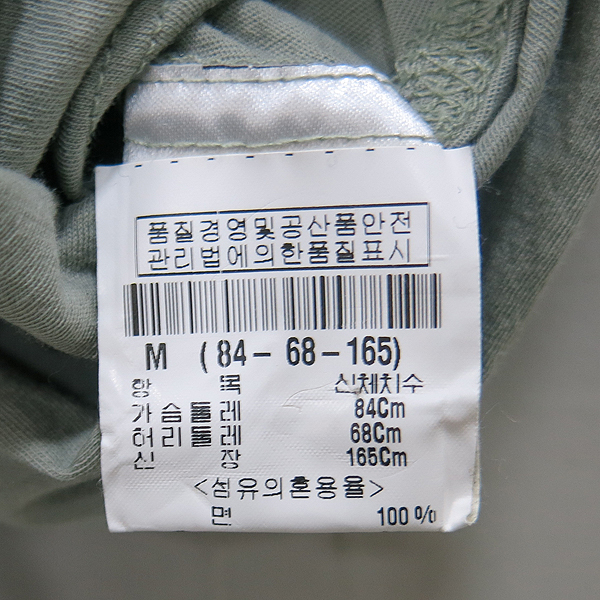 품질경영및공산품안전
관리법에의한품질표시
M (84-68-165)
항 목 신체치수
가슴둘레 84Cm
허리둘레 68Cm
신 장 165Cm
<섬유의혼용율>
면 100%